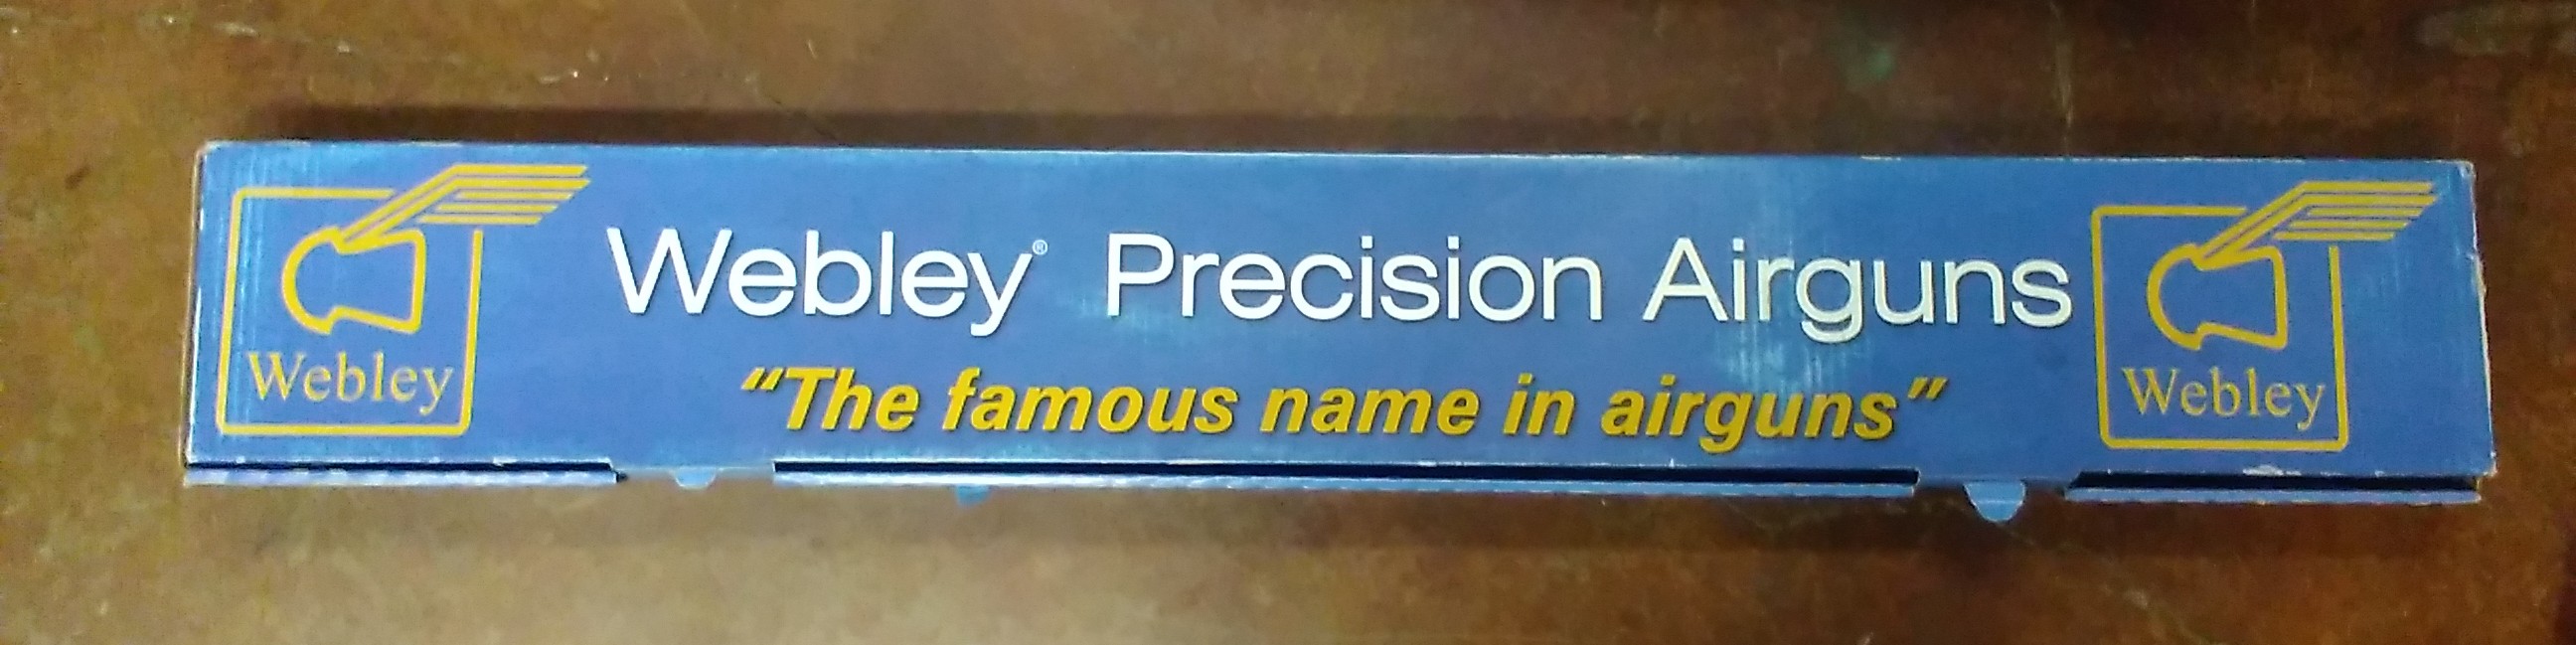 Webley® Precision Airguns
"The famous name in airguns"
Webley
Webley